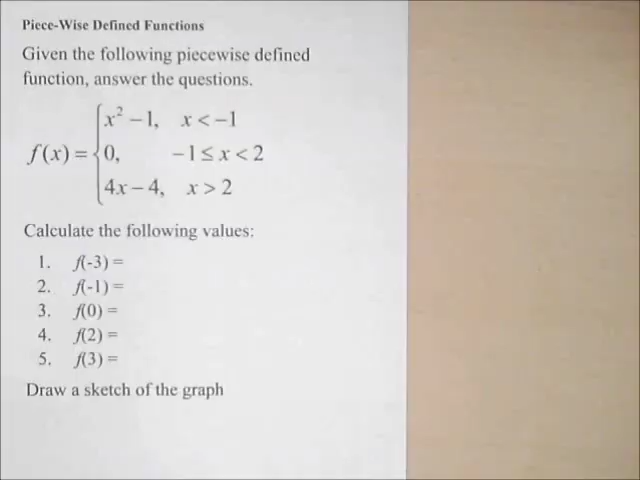 Piece-Wise Defined Functions
Given the following piecewise defined
function, answer the questions.
x² − 1, x < −1
f(x) = { 0, −1 ≤ x < 2
4x − 4, x > 2
Calculate the following values:
1. f(-3) =
2. f(-1) =
3. f(0) =
4. f(2) =
5. f(3) =
Draw a sketch of the graph